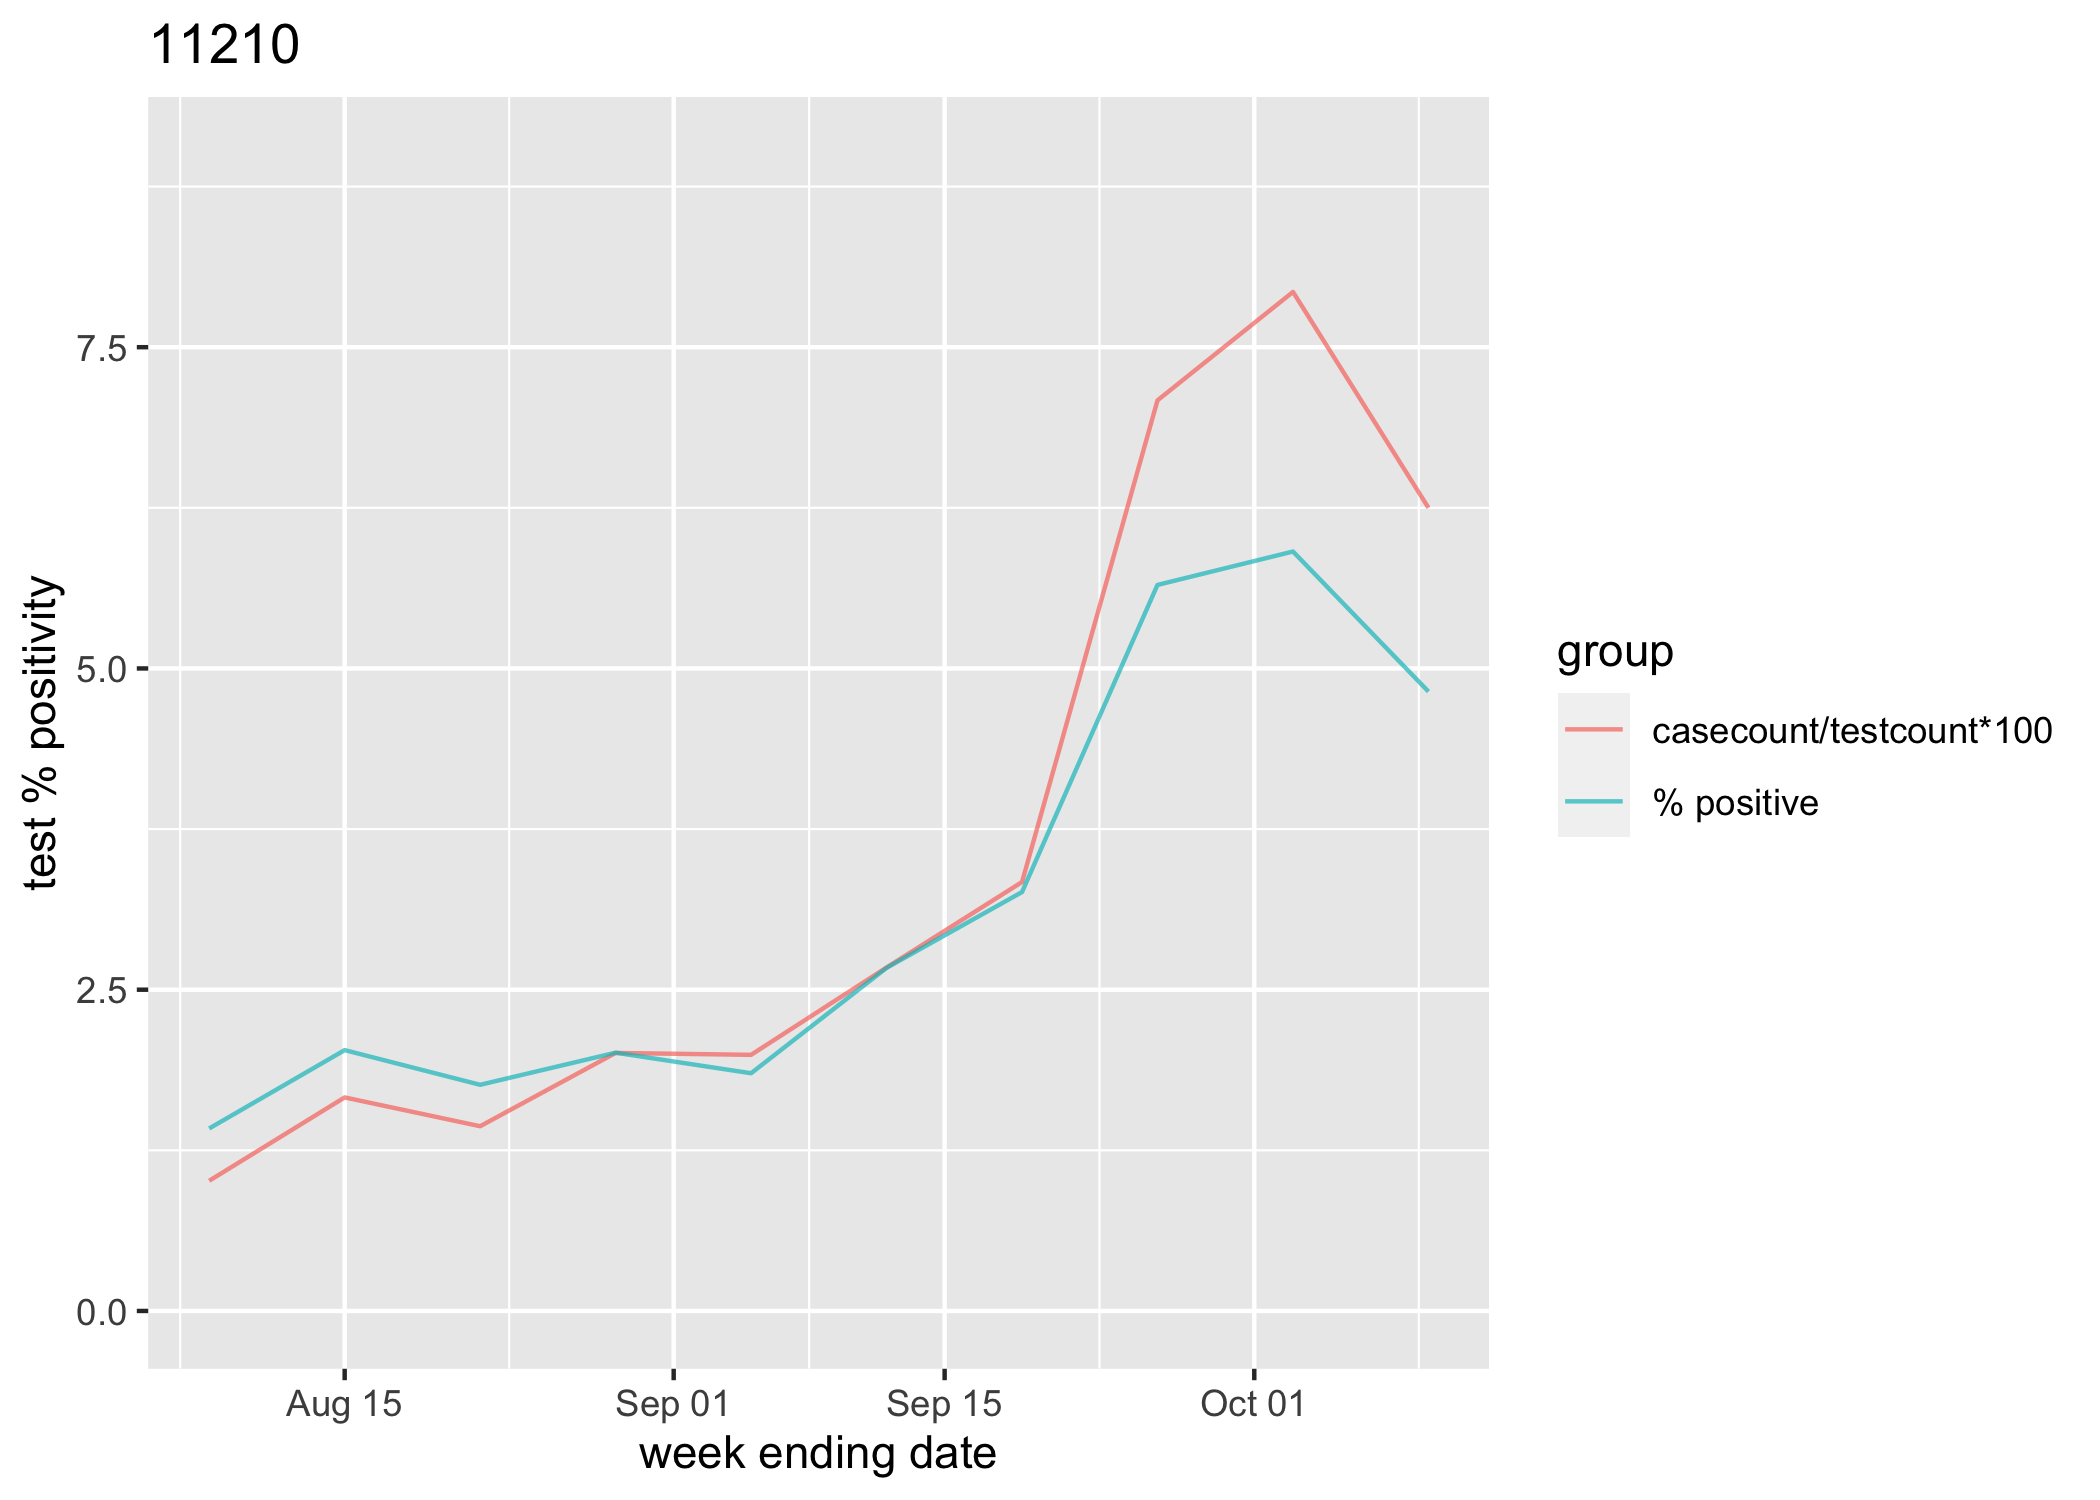 11210
test % positivity
7.5
5.0
2.5
0.0
Aug 15
Sep 01
Sep 15
Oct 01
week ending date
group
casecount/testcount*100
% positive